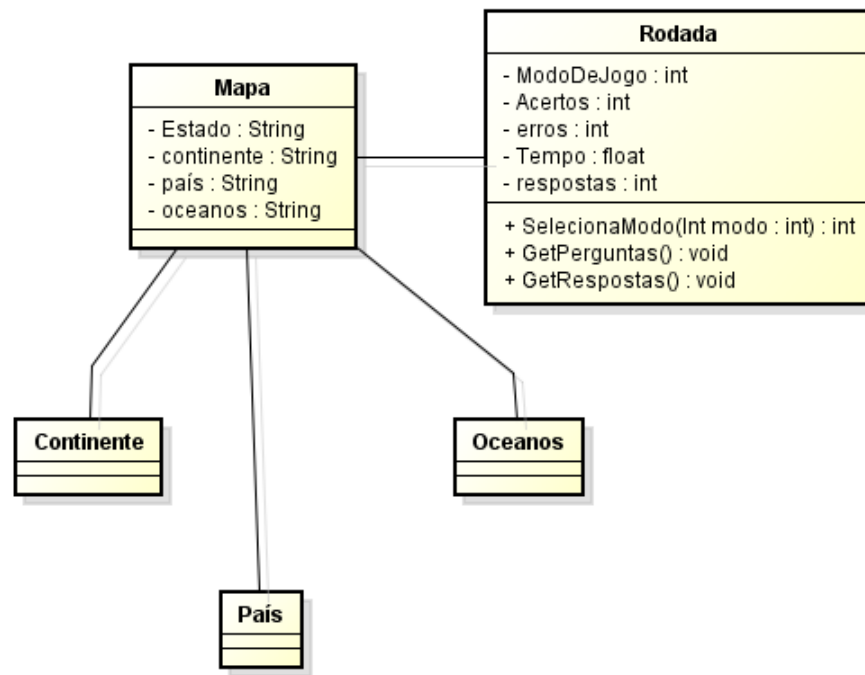 Mapa
- Estado : String
- continente : String
- país : String
- oceanos : String
Rodada
- ModoDeJogo : int
- Acertos : int
- erros : int
- Tempo : float
- respostas : int
+ SelecionaModo(Int modo : int) : int
+ GetPerguntas() : void
+ GetRespostas() : void
Continente
Oceanos
País